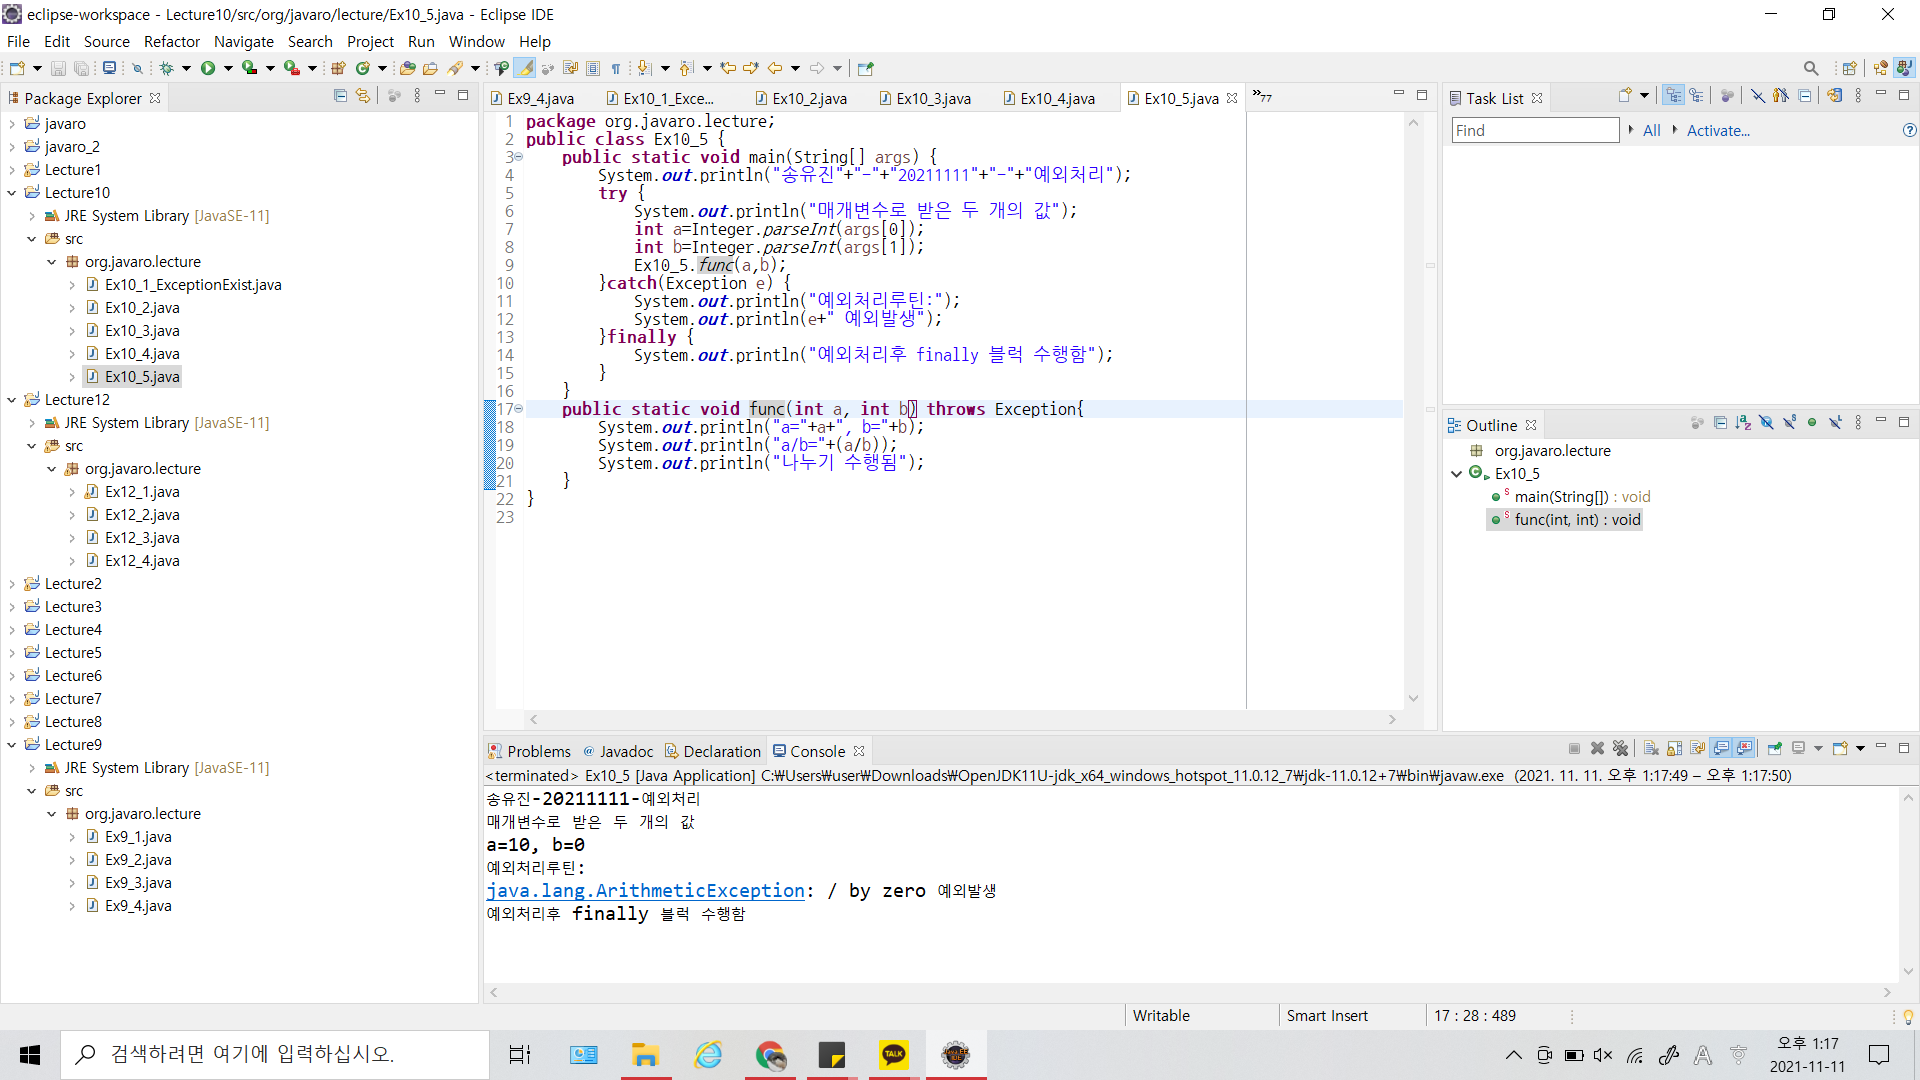 eclipse-workspace - Lecture10/src/org/javaro/lecture/Ex10_5.java - Eclipse IDE
File Edit Source Refactor Navigate Search Project Run Window Help
Package Explorer
javaro
javaro_2
Lecture1
Lecture10
JRE System Library [JavaSE-11]
src
org.javaro.lecture
Ex10_1_ExceptionExist.java
Ex10_2.java
Ex10_3.java
Ex10_4.java
Ex10_5.java
Lecture12
JRE System Library [JavaSE-11]
src
org.javaro.lecture
Ex12_1.java
Ex12_2.java
Ex12_3.java
Ex12_4.java
Lecture2
Lecture3
Lecture4
Lecture5
Lecture6
Lecture7
Lecture8
Lecture9
JRE System Library [JavaSE-11]
src
org.javaro.lecture
Ex9_1.java
Ex9_2.java
Ex9_3.java
Ex9_4.java
Ex9_4.java Ex10_1_Exce... Ex10_2.java Ex10_3.java Ex10_4.java Ex10_5.java »77
1 package org.javaro.lecture;
2 public class Ex10_5 {
3 public static void main(String[] args) {
4 System.out.println("송유진"+"-"+"20211111"+"-"+"예외처리");
5 try {
6 System.out.println("매개변수로 받은 두 개의 값");
7 int a=Integer.parseInt(args[0]);
8 int b=Integer.parseInt(args[1]);
9 Ex10_5.func(a,b);
10 }catch(Exception e) {
11 System.out.println("예외처리루틴:");
12 System.out.println(e+" 예외발생");
13 }finally {
14 System.out.println("예외처리후 finally 블럭 수행함");
15 }
16 }
17 public static void func(int a, int b) throws Exception{
18 System.out.println("a="+a+", b="+b);
19 System.out.println("a/b="+(a/b));
20 System.out.println("나누기 수행됨");
21 }
22 }
23
Task List
Find All Activate...
Outline
org.javaro.lecture
Ex10_5
main(String[]) : void
func(int, int) : void
Problems @ Javadoc Declaration Console
<terminated> Ex10_5 [Java Application] C:₩Users₩user₩Downloads₩OpenJDK11U-jdk_x64_windows_hotspot_11.0.12_7₩jdk-11.0.12+7₩bin₩javaw.exe (2021. 11. 11. 오후 1:17:49 – 오후 1:17:50)
송유진-20211111-예외처리
매개변수로 받은 두 개의 값
a=10, b=0
예외처리루틴:
java.lang.ArithmeticException: / by zero 예외발생
예외처리후 finally 블럭 수행함
Writable Smart Insert 17 : 28 : 489
검색하려면 여기에 입력하십시오.
TALK
오후 1:17
2021-11-11